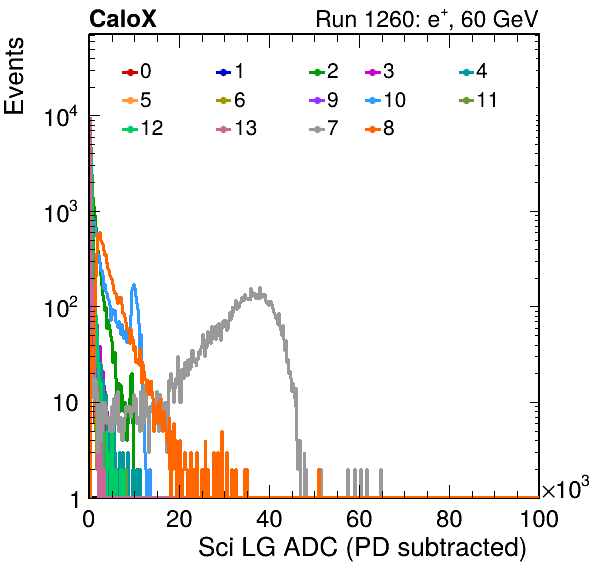 CaloX Run 1260: e⁺, 60 GeV
Events
0 1 2 3 4
5 6 9 10 11
12 13 7 8
10⁴
10³
10²
10
1
0 20 40 60 80 100
×10³
Sci LG ADC (PD subtracted)